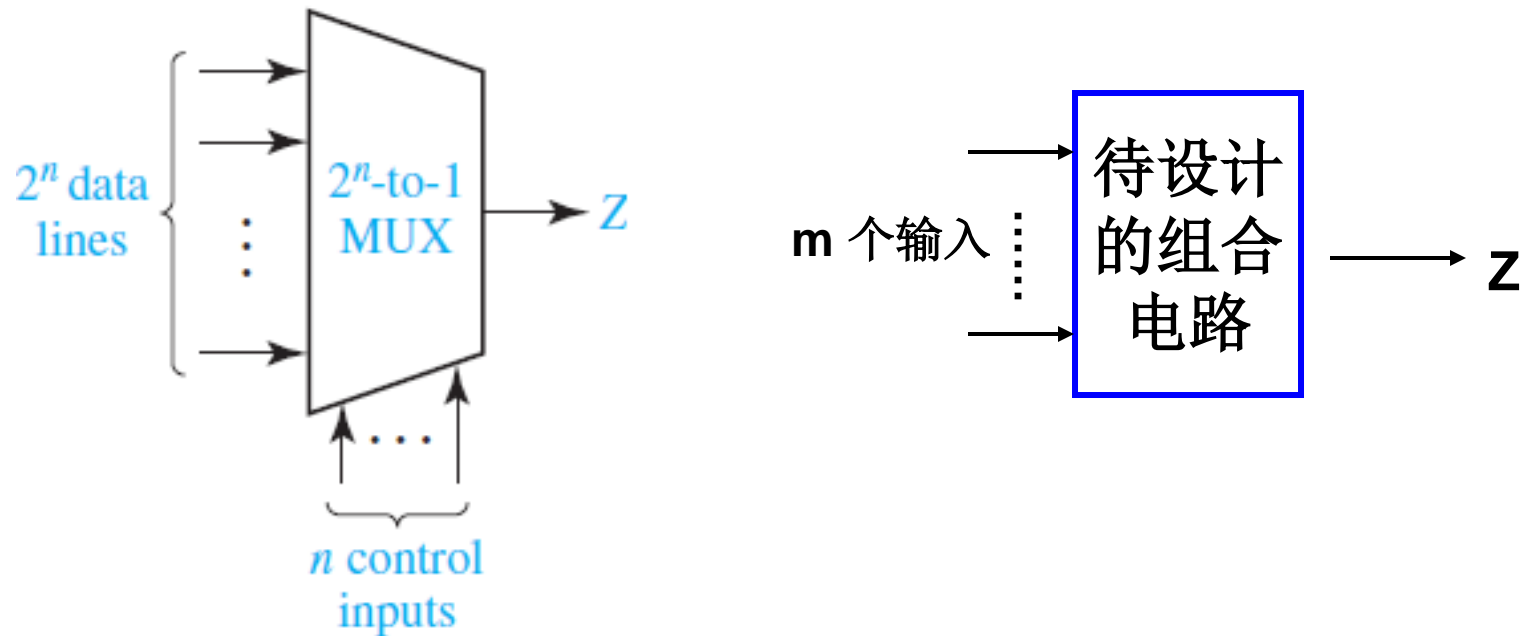 2ⁿ data
lines
2ⁿ-to-1
MUX
Z
n control
inputs
m 个输入
待设计
的组合
电路
Z